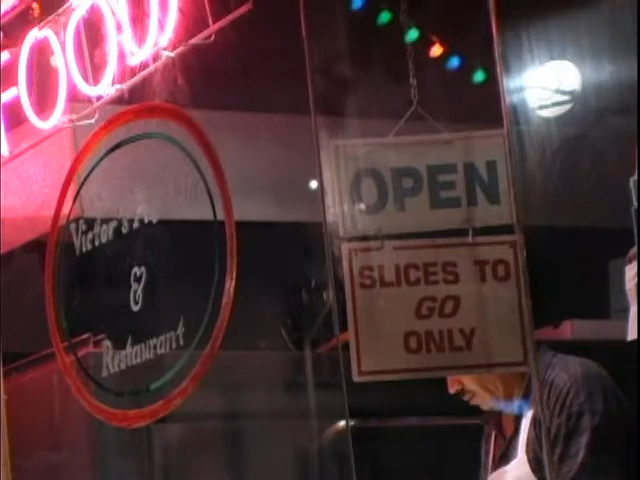 FOOD
Victor's
&
Restaurant
OPEN
SLICES TO
GO
ONLY